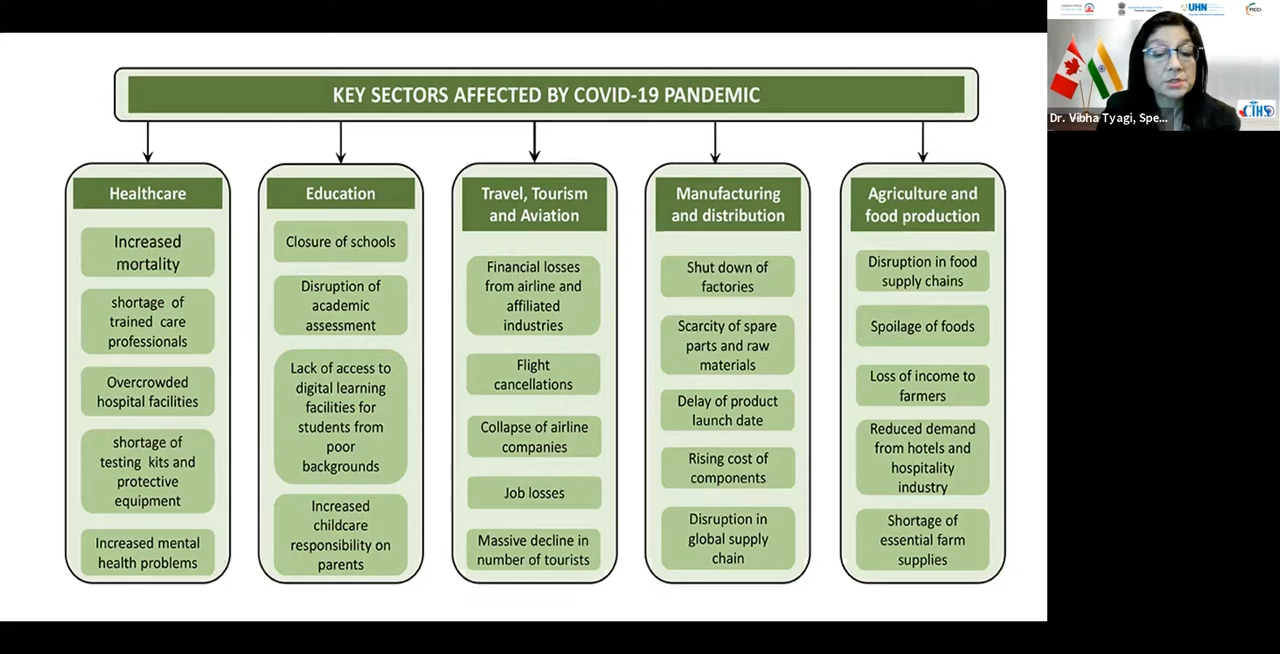 KEY SECTORS AFFECTED BY COVID-19 PANDEMIC
Healthcare
Increased
mortality
shortage of
trained care
professionals
Overcrowded
hospital facilities
shortage of
testing kits and
protective
equipment
Increased mental
health problems
Education
Closure of schools
Disruption of
academic
assessment
Lack of access to
digital learning
facilities for
students from
poor
backgrounds
Increased
childcare
responsibility on
parents
Travel, Tourism
and Aviation
Financial losses
from airline and
affiliated
industries
Flight
cancellations
Collapse of airline
companies
Job losses
Massive decline in
number of tourists
Manufacturing
and distribution
Shut down of
factories
Scarcity of spare
parts and raw
materials
Delay of product
launch date
Rising cost of
components
Disruption in
global supply
chain
Agriculture and
food production
Disruption in food
supply chains
Spoilage of foods
Loss of income to
farmers
Reduced demand
from hotels and
hospitality
industry
Shortage of
essential farm
supplies
UHN
FICCI
Dr. Vibha Tyagi, Spe...